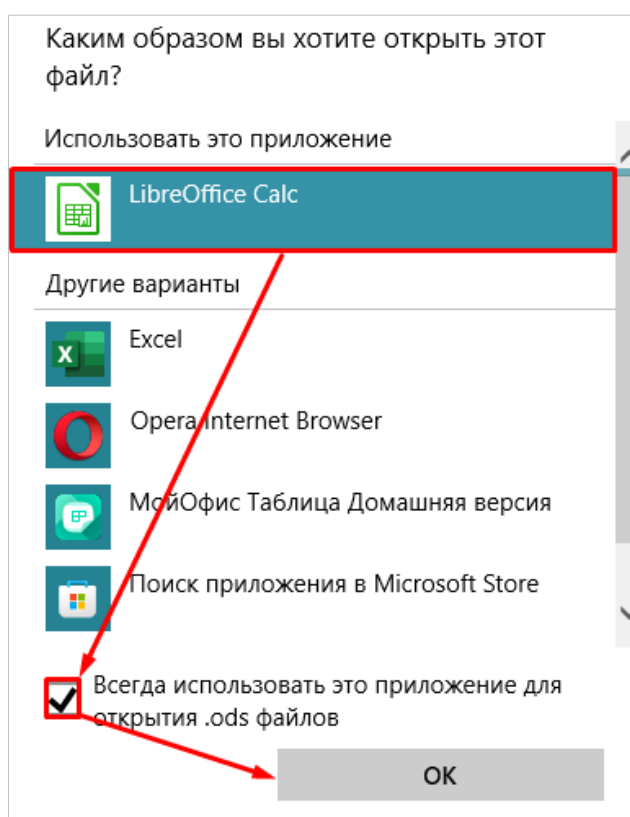 Каким образом вы хотите открыть этот
файл?
Использовать это приложение
LibreOffice Calc
Другие варианты
Excel
Opera Internet Browser
МойОфис Таблица Домашняя версия
Поиск приложения в Microsoft Store
Всегда использовать это приложение для
открытия .ods файлов
ОК